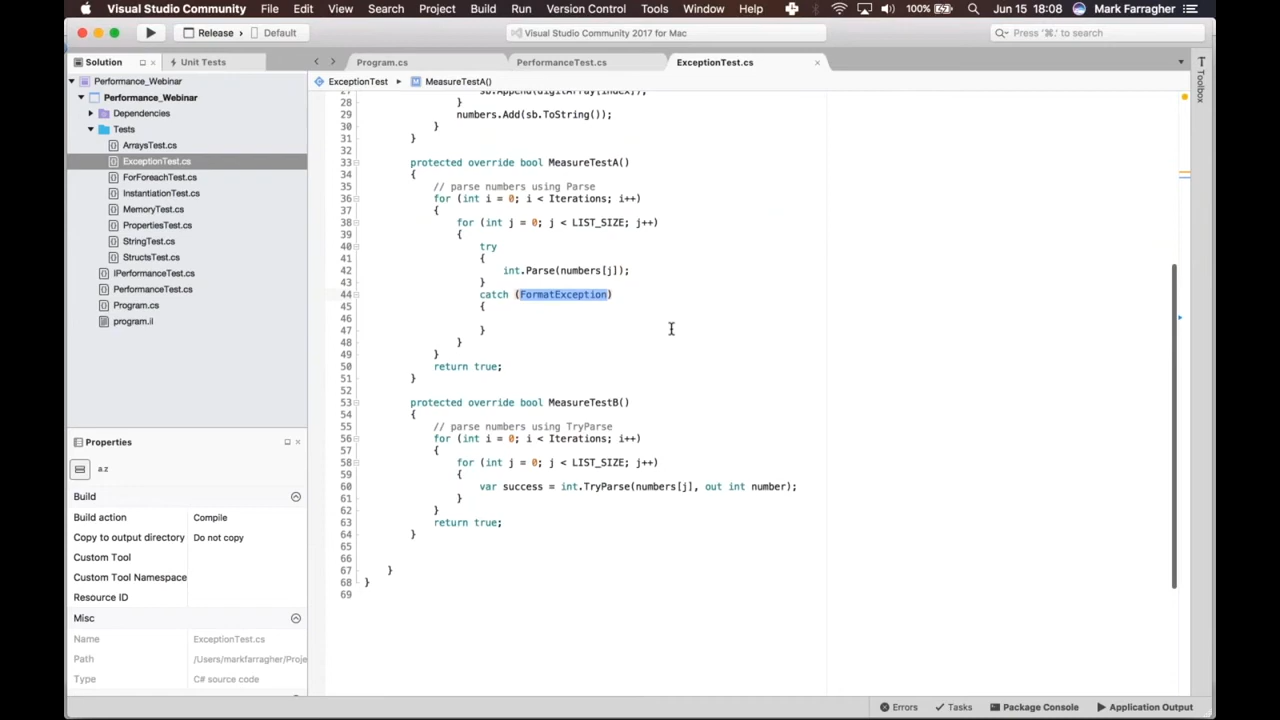 Visual Studio Community File Edit View Search Project Build Run Version Control Tools Window Help 100% Jun 15 18:08 Mark Farragher
Release › Default Visual Studio Community 2017 for Mac Press '⌘.' to search
Solution Unit Tests Program.cs PerformanceTest.cs ExceptionTest.cs
ExceptionTest ▸ MeasureTestA()
Toolbox
Performance_Webinar
Performance_Webinar
Dependencies
Tests
ArraysTest.cs
ExceptionTest.cs
ForForeachTest.cs
InstantiationTest.cs
MemoryTest.cs
PropertiesTest.cs
StringTest.cs
StructsTest.cs
IPerformanceTest.cs
PerformanceTest.cs
Program.cs
program.il
Properties
a.z
Build
Build action Compile
Copy to output directory Do not copy
Custom Tool
Custom Tool Namespace
Resource ID
Misc
Name ExceptionTest.cs
Path /Users/markfarragher/Proje
Type C# source code
27 sb.Append(digitArray[index]);
28 }
29 numbers.Add(sb.ToString());
30 }
31 }
32
33 protected override bool MeasureTestA()
34 {
35 // parse numbers using Parse
36 for (int i = 0; i < Iterations; i++)
37 {
38 for (int j = 0; j < LIST_SIZE; j++)
39 {
40 try
41 {
42 int.Parse(numbers[j]);
43 }
44 catch (FormatException)
45 {
46
47 }
48 }
49 }
50 return true;
51 }
52
53 protected override bool MeasureTestB()
54 {
55 // parse numbers using TryParse
56 for (int i = 0; i < Iterations; i++)
57 {
58 for (int j = 0; j < LIST_SIZE; j++)
59 {
60 var success = int.TryParse(numbers[j], out int number);
61 }
62 }
63 return true;
64 }
65
66
67 }
68 }
69
Errors Tasks Package Console Application Output